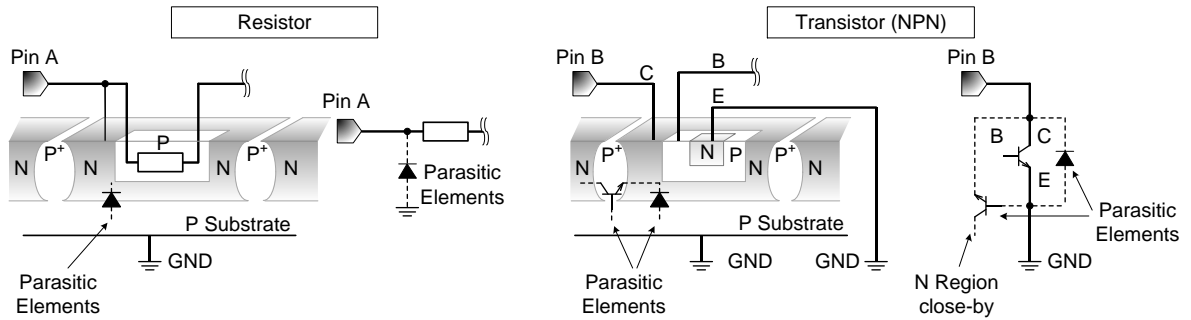 Resistor
Pin A
N
P+
N
P
N
P+
N
P Substrate
GND
Parasitic
Elements
Pin A
Parasitic
Elements
Transistor (NPN)
Pin B
C
B
E
N
P+
N
N
P
N
P+
N
P Substrate
GND
GND
Parasitic
Elements
Pin B
B
C
E
Parasitic
Elements
GND
N Region
close-by